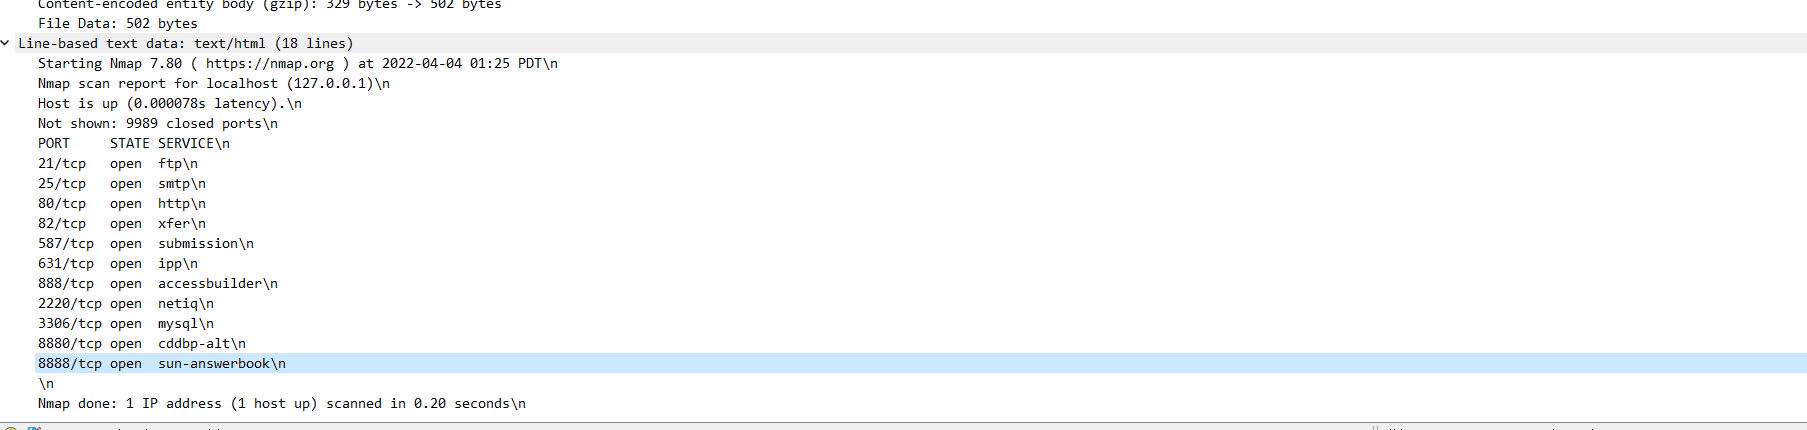 Content-encoded entity body (gzip): 329 bytes -> 502 bytes
File Data: 502 bytes
Line-based text data: text/html (18 lines)
Starting Nmap 7.80 ( https://nmap.org ) at 2022-04-04 01:25 PDT\n
Nmap scan report for localhost (127.0.0.1)\n
Host is up (0.000078s latency).\n
Not shown: 9989 closed ports\n
PORT     STATE SERVICE\n
21/tcp   open  ftp\n
25/tcp   open  smtp\n
80/tcp   open  http\n
82/tcp   open  xfer\n
587/tcp  open  submission\n
631/tcp  open  ipp\n
888/tcp  open  accessbuilder\n
2220/tcp open  netiq\n
3306/tcp open  mysql\n
8880/tcp open  cddbp-alt\n
8888/tcp open  sun-answerbook\n
\n
Nmap done: 1 IP address (1 host up) scanned in 0.20 seconds\n